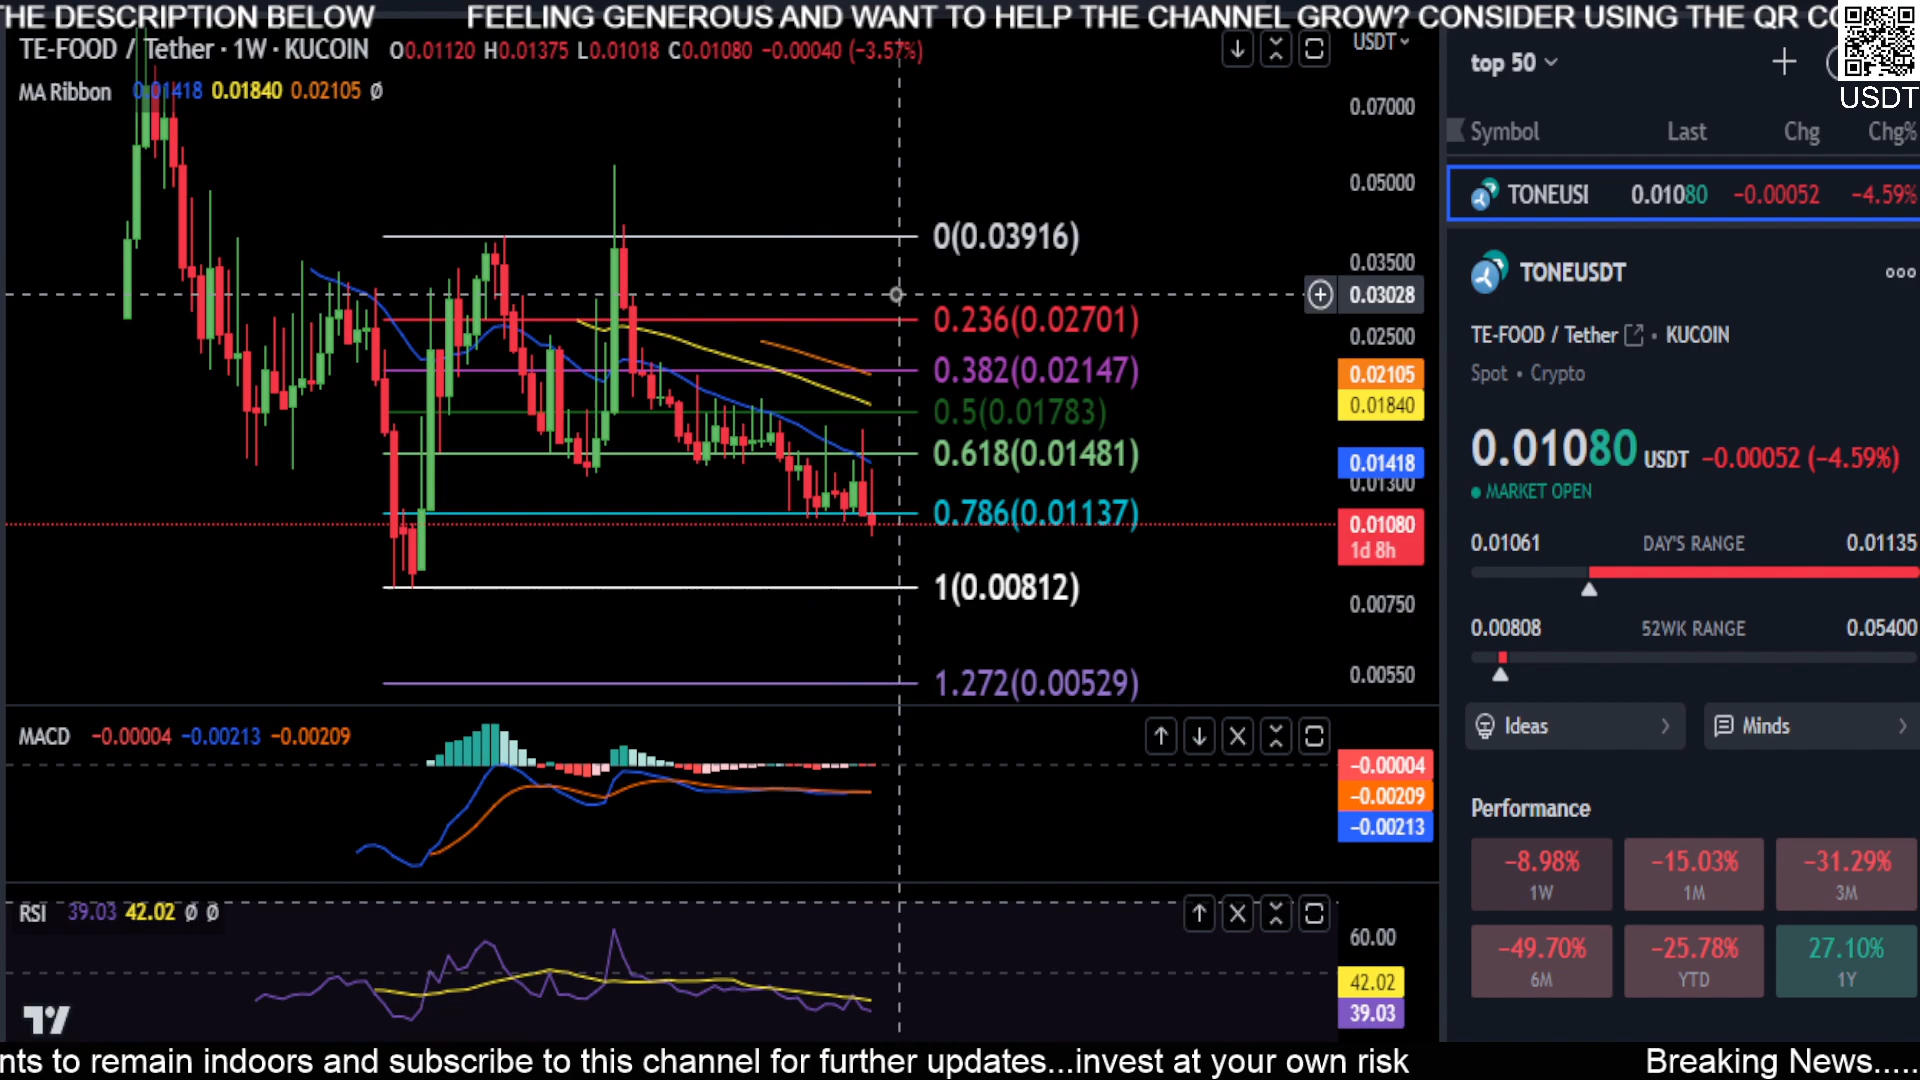 THE DESCRIPTION BELOW FEELING GENEROUS AND WANT TO HELP THE CHANNEL GROW? CONSIDER USING THE QR CO
TE-FOOD / Tether · 1W · KUCOIN O0.01120 H0.01375 L0.01018 C0.01080 −0.00040 (−3.57%)
USDT
MA Ribbon 0.01418 0.01840 0.02105 ø
0.07000
0.05000
0(0.03916)
0.03500
0.03028
0.236(0.02701)
0.02500
0.382(0.02147)
0.02105
0.5(0.01783)
0.01840
0.618(0.01481)
0.01418
0.01300
0.786(0.01137)
0.01080
1d 8h
1(0.00812)
0.00750
1.272(0.00529)
0.00550
MACD −0.00004 −0.00213 −0.00209
−0.00004
−0.00209
−0.00213
RSI 39.03 42.02 ø ø
60.00
42.02
39.03
top 50
USDT
Symbol Last Chg Chg%
TONEUSI 0.01080 −0.00052 −4.59%
TONEUSDT
TE-FOOD / Tether · KUCOIN
Spot • Crypto
0.01080 USDT −0.00052 (−4.59%)
MARKET OPEN
0.01061 DAY'S RANGE 0.01135
0.00808 52WK RANGE 0.05400
Ideas Minds
Performance
−8.98% −15.03% −31.29%
1W 1M 3M
−49.70% −25.78% 27.10%
6M YTD 1Y
nts to remain indoors and subscribe to this channel for further updates...invest at your own risk Breaking News.....